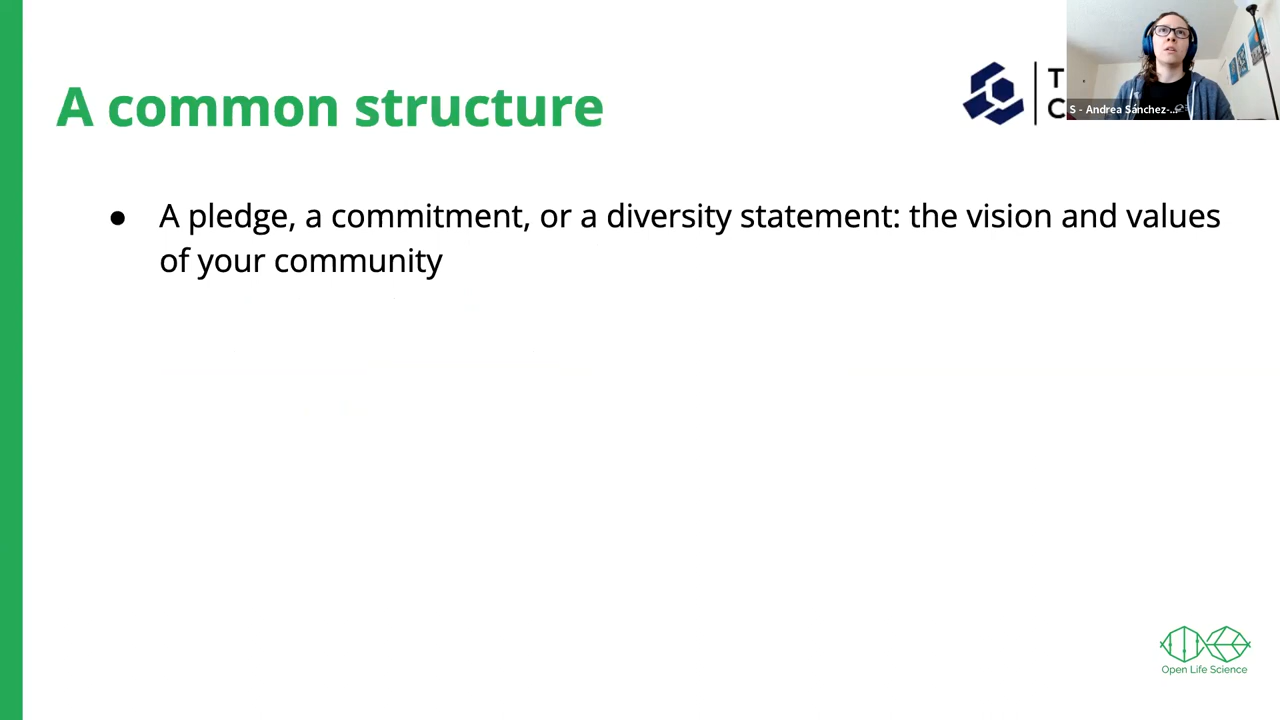 A common structure
T
C
S - Andrea Sánchez-...
● A pledge, a commitment, or a diversity statement: the vision and values
of your community
Open Life Science